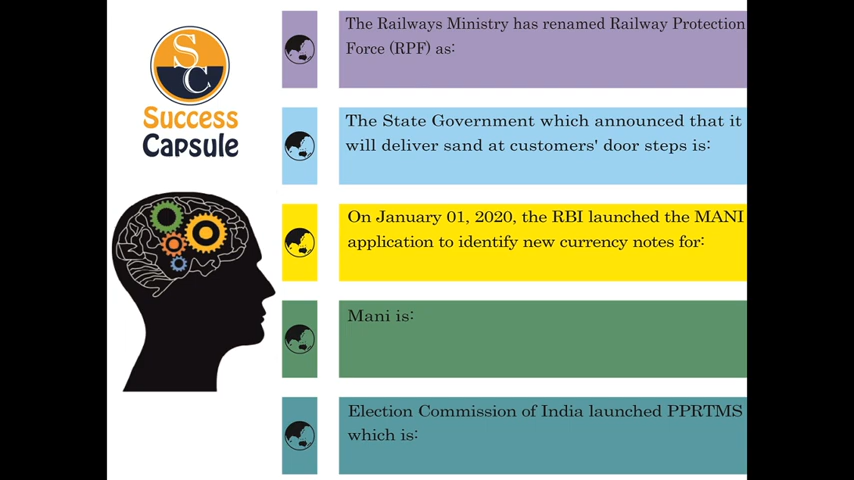 S
C
Success
Capsule
The Railways Ministry has renamed Railway Protection
Force (RPF) as:
The State Government which announced that it
will deliver sand at customers' door steps is:
On January 01, 2020, the RBI launched the MANI
application to identify new currency notes for:
Mani is:
Election Commission of India launched PPRTMS
which is: